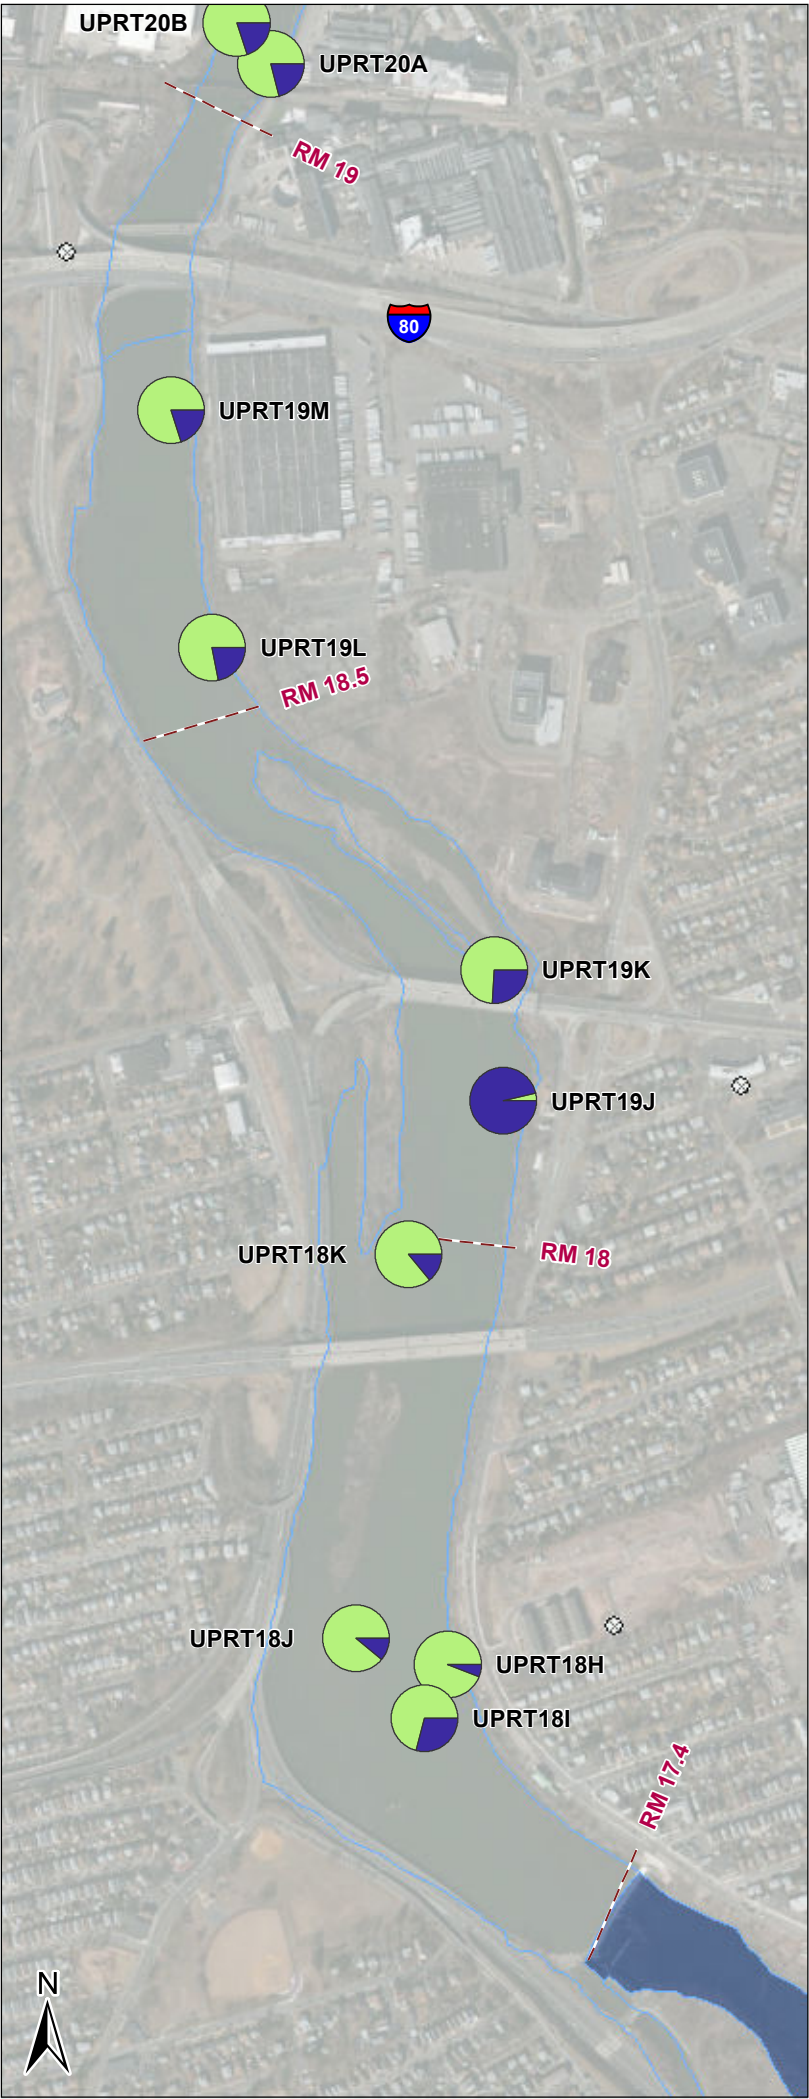 UPRT20B
UPRT20A
RM 19
80
UPRT19M
UPRT19L
RM 18.5
UPRT19K
UPRT19J
UPRT18K
RM 18
UPRT18J
UPRT18H
UPRT18I
RM 17.4
N